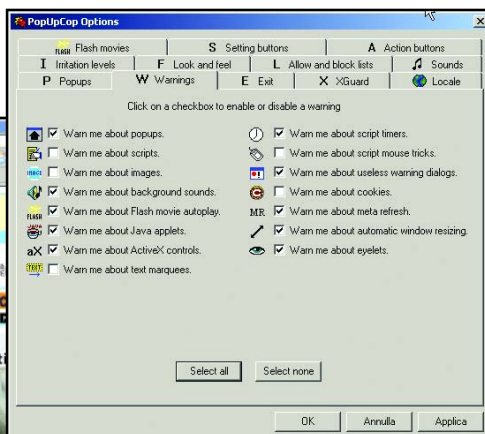 PopUpCop Options
FLASH Flash movies
S Setting buttons
A Action buttons
I Irritation levels
F Look and feel
L Allow and block lists
Sounds
P Popups
W Warnings
E Exit
X XGuard
Locale
Click on a checkbox to enable or disable a warning
Warn me about popups.
Warn me about scripts.
IMAGE Warn me about images.
Warn me about background sounds.
FLASH Warn me about Flash movie autoplay.
Warn me about Java applets.
aX Warn me about ActiveX controls.
TEXT Warn me about text marquees.
Warn me about script timers.
Warn me about script mouse tricks.
Warn me about useless warning dialogs.
Warn me about cookies.
MR Warn me about meta refresh.
Warn me about automatic window resizing.
Warn me about eyelets.
Select all
Select none
OK
Annulla
Applica